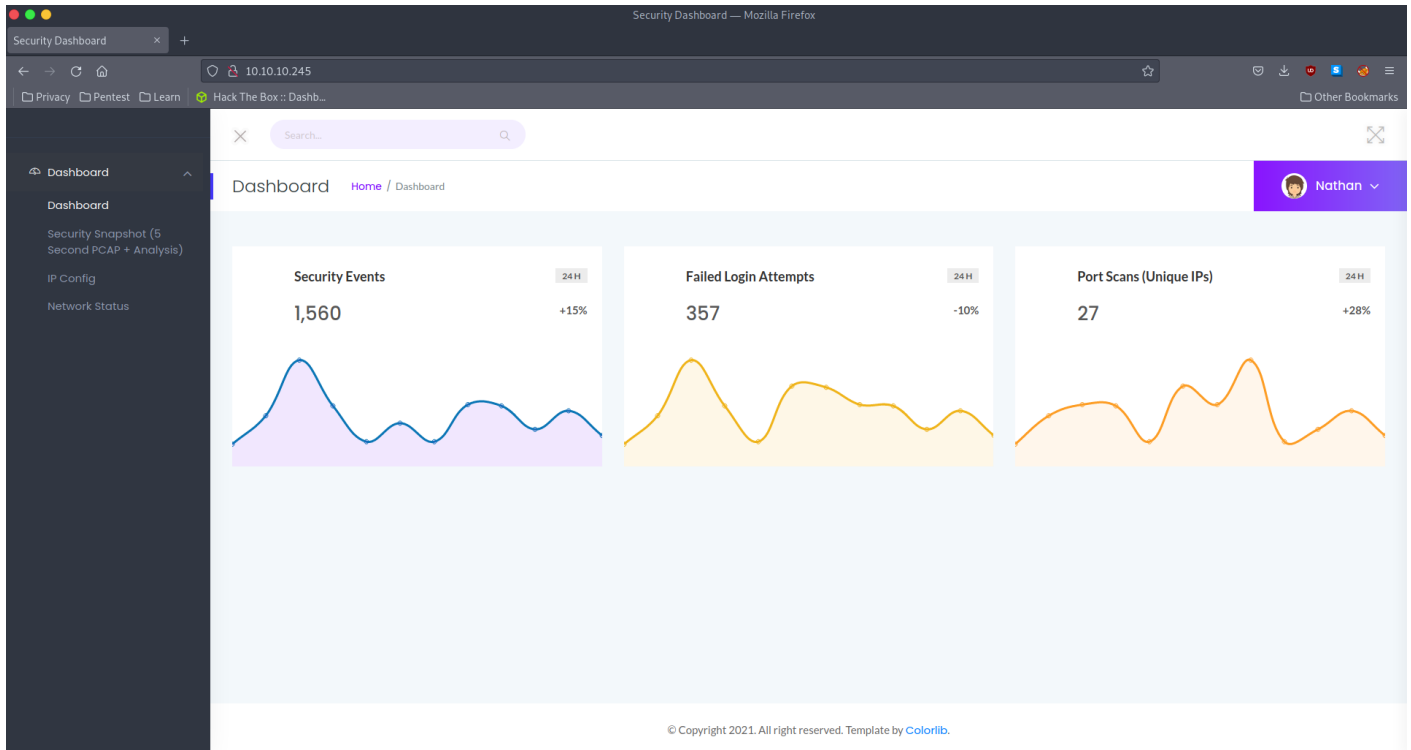 Security Dashboard — Mozilla Firefox
Security Dashboard × +
10.10.10.245
Privacy Pentest Learn Hack The Box :: Dashb... Other Bookmarks
Search...
Dashboard
Dashboard
Security Snapshot (5
Second PCAP + Analysis)
IP Config
Network Status
Dashboard Home / Dashboard
Nathan
Security Events 24 H
1,560 +15%
Failed Login Attempts 24 H
357 -10%
Port Scans (Unique IPs) 24 H
27 +28%
© Copyright 2021. All right reserved. Template by Colorlib.